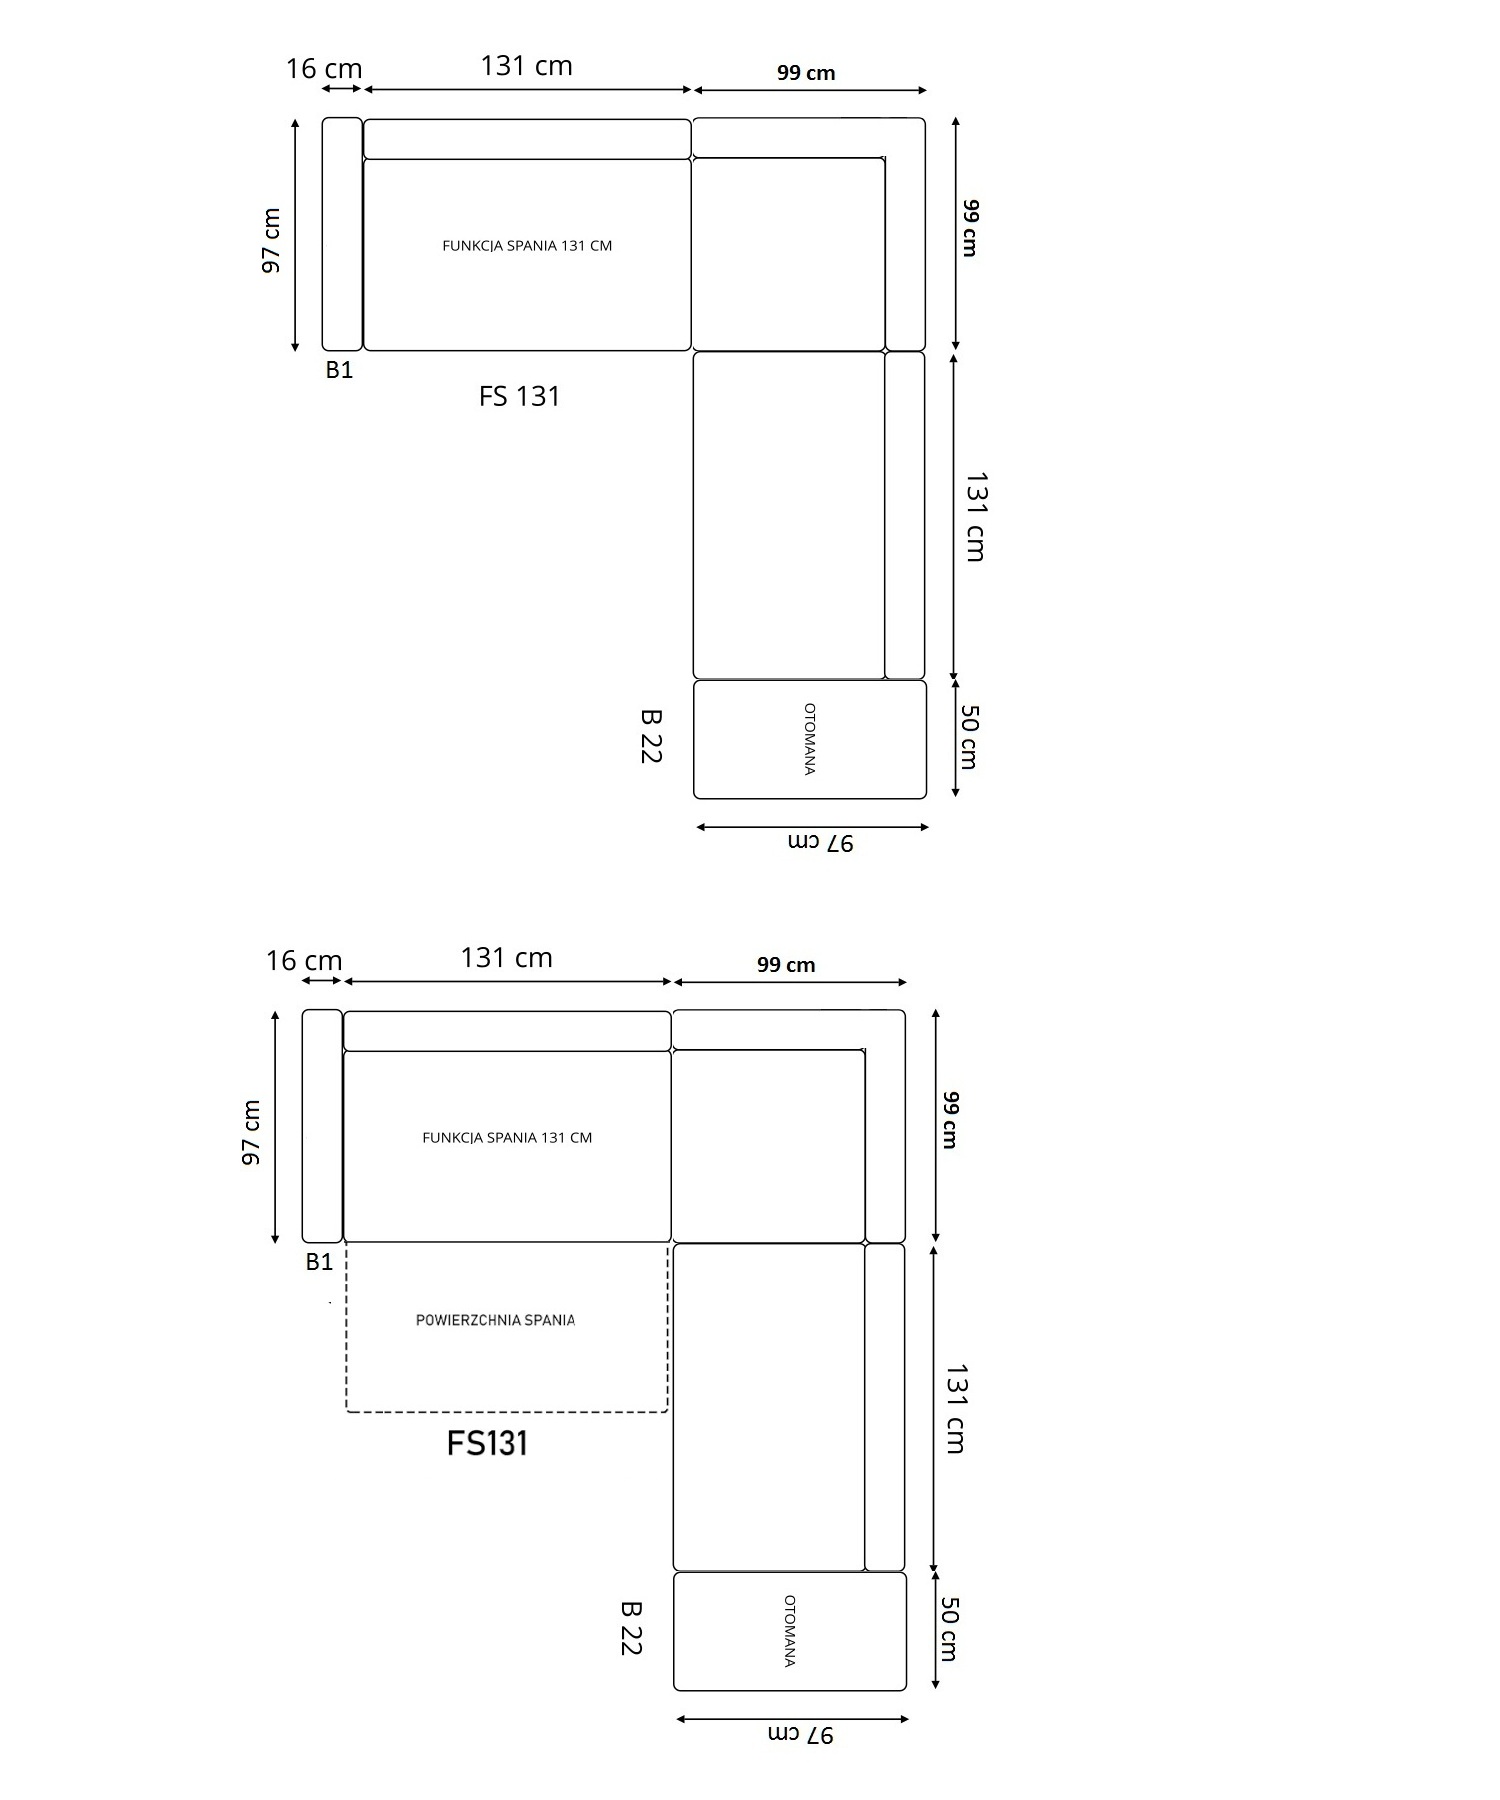 16 cm
131 cm
99 cm
97 cm
99 cm
FUNKCJA SPANIA 131 CM
B1
FS 131
131 cm
B 22
OTOMANA
50 cm
97 cm
16 cm
131 cm
99 cm
97 cm
99 cm
FUNKCJA SPANIA 131 CM
B1
POWIERZCHNIA SPANIA
FS131
131 cm
B 22
OTOMANA
50 cm
97 cm